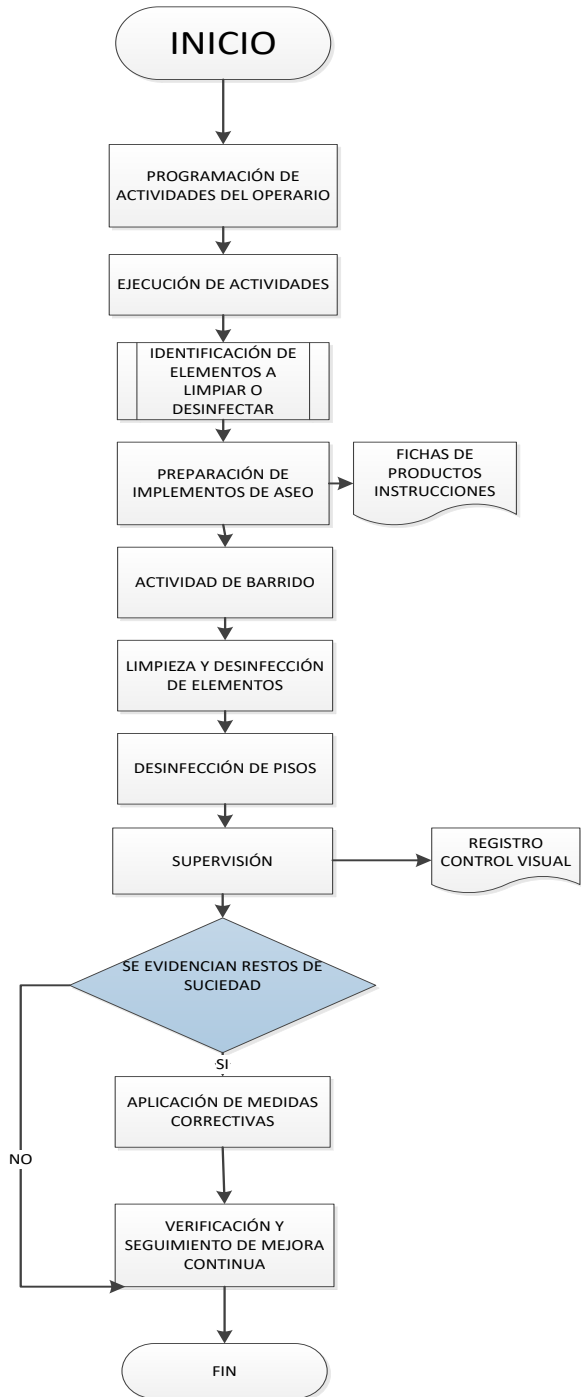 INICIO
PROGRAMACIÓN DE
ACTIVIDADES DEL OPERARIO
EJECUCIÓN DE ACTIVIDADES
IDENTIFICACIÓN DE
ELEMENTOS A
LIMPIAR O
DESINFECTAR
PREPARACIÓN DE
IMPLEMENTOS DE ASEO
FICHAS DE
PRODUCTOS
INSTRUCCIONES
ACTIVIDAD DE BARRIDO
LIMPIEZA Y DESINFECCIÓN
DE ELEMENTOS
DESINFECCIÓN DE PISOS
SUPERVISIÓN
REGISTRO
CONTROL VISUAL
SE EVIDENCIAN RESTOS DE
SUCIEDAD
SI
APLICACIÓN DE MEDIDAS
CORRECTIVAS
NO
VERIFICACIÓN Y
SEGUIMIENTO DE MEJORA
CONTINUA
FIN